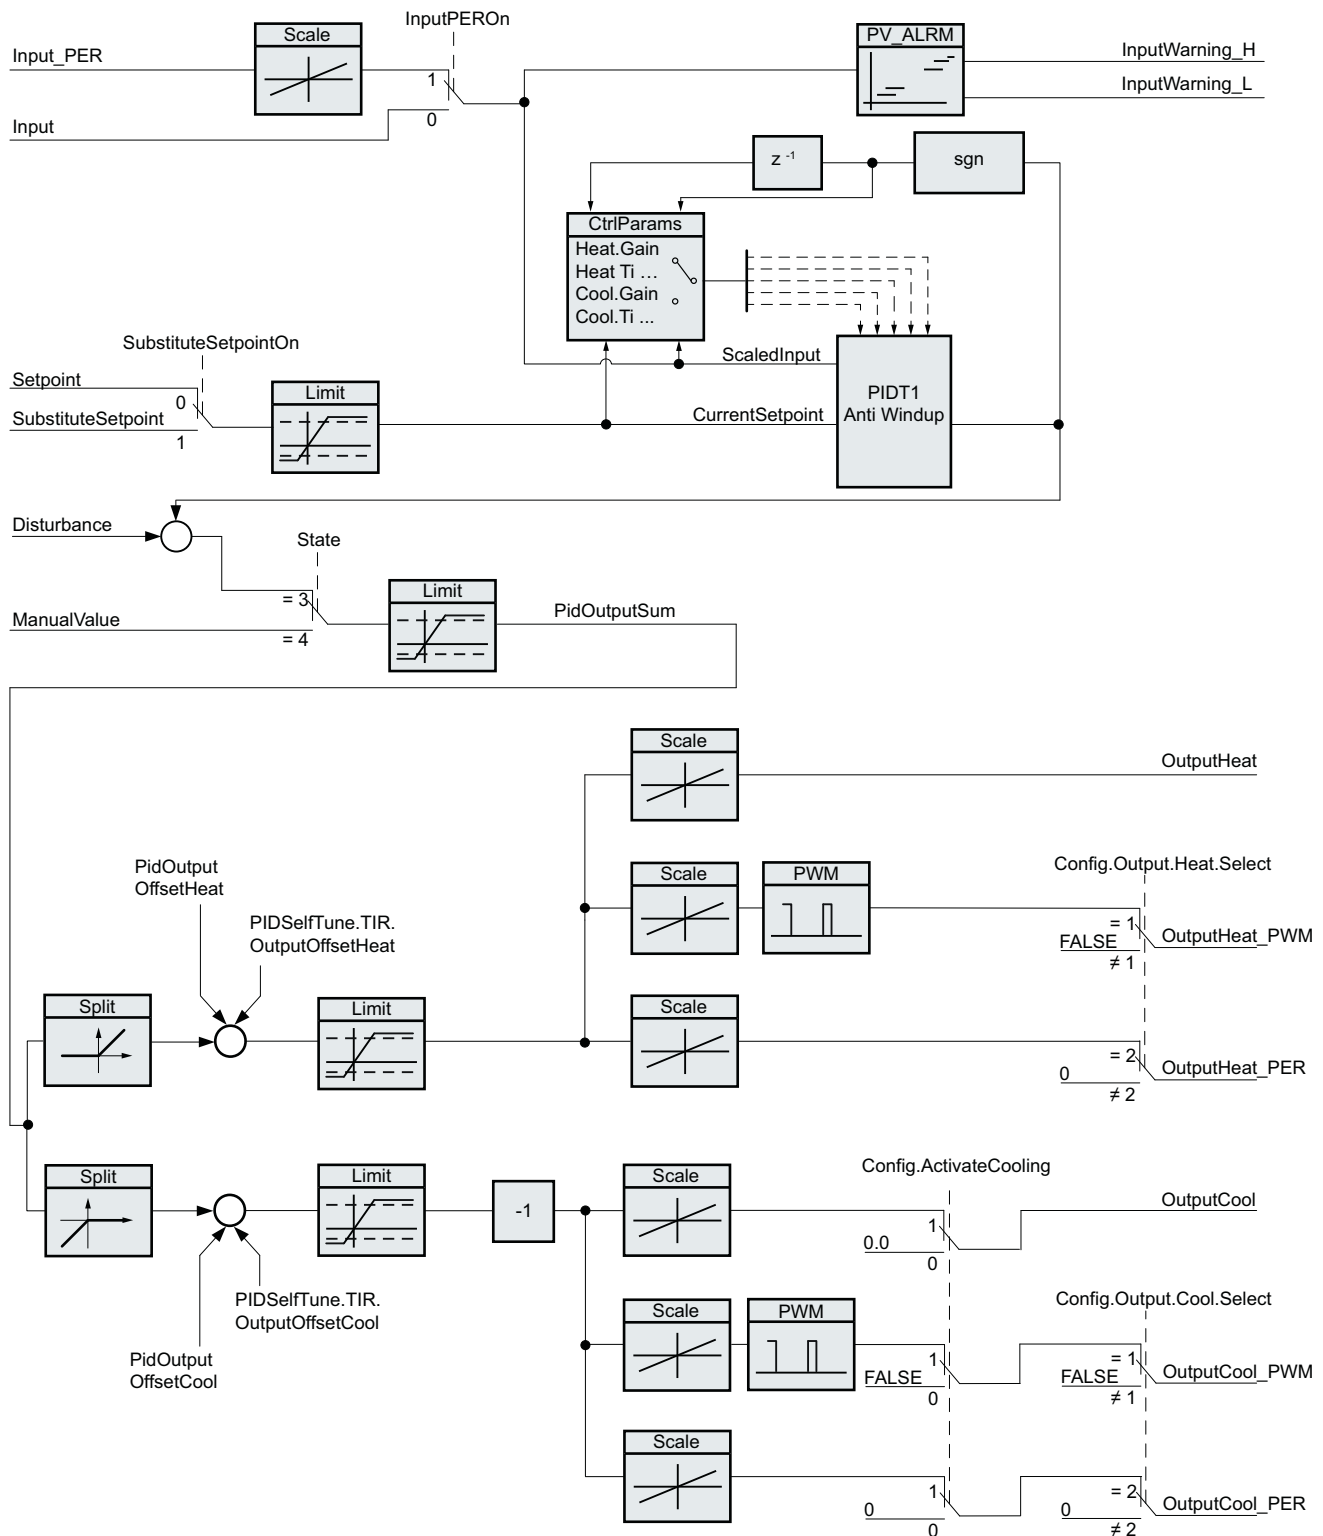 InputPEROn
Scale
PV_ALRM
Input_PER
InputWarning_H
1
InputWarning_L
Input
0
z -1
sgn
CtrlParams
Heat.Gain
Heat Ti ...
Cool.Gain
Cool.Ti ...
SubstituteSetpointOn
ScaledInput
Setpoint
0
Limit
PIDT1
Anti Windup
SubstituteSetpoint
CurrentSetpoint
1
Disturbance
State
Limit
= 3
PidOutputSum
ManualValue
= 4
Scale
OutputHeat
PidOutput
OffsetHeat
Scale
PWM
Config.Output.Heat.Select
PIDSelfTune.TIR.
OutputOffsetHeat
= 1
FALSE
OutputHeat_PWM
≠ 1
Split
Limit
Scale
= 2
0
OutputHeat_PER
≠ 2
Split
Limit
Scale
Config.ActivateCooling
-1
OutputCool
1
0.0
0
PIDSelfTune.TIR.
OutputOffsetCool
PidOutput
OffsetCool
Scale
PWM
Config.Output.Cool.Select
1
FALSE
0
= 1
FALSE
OutputCool_PWM
≠ 1
Scale
1
0
0
= 2
0
OutputCool_PER
≠ 2